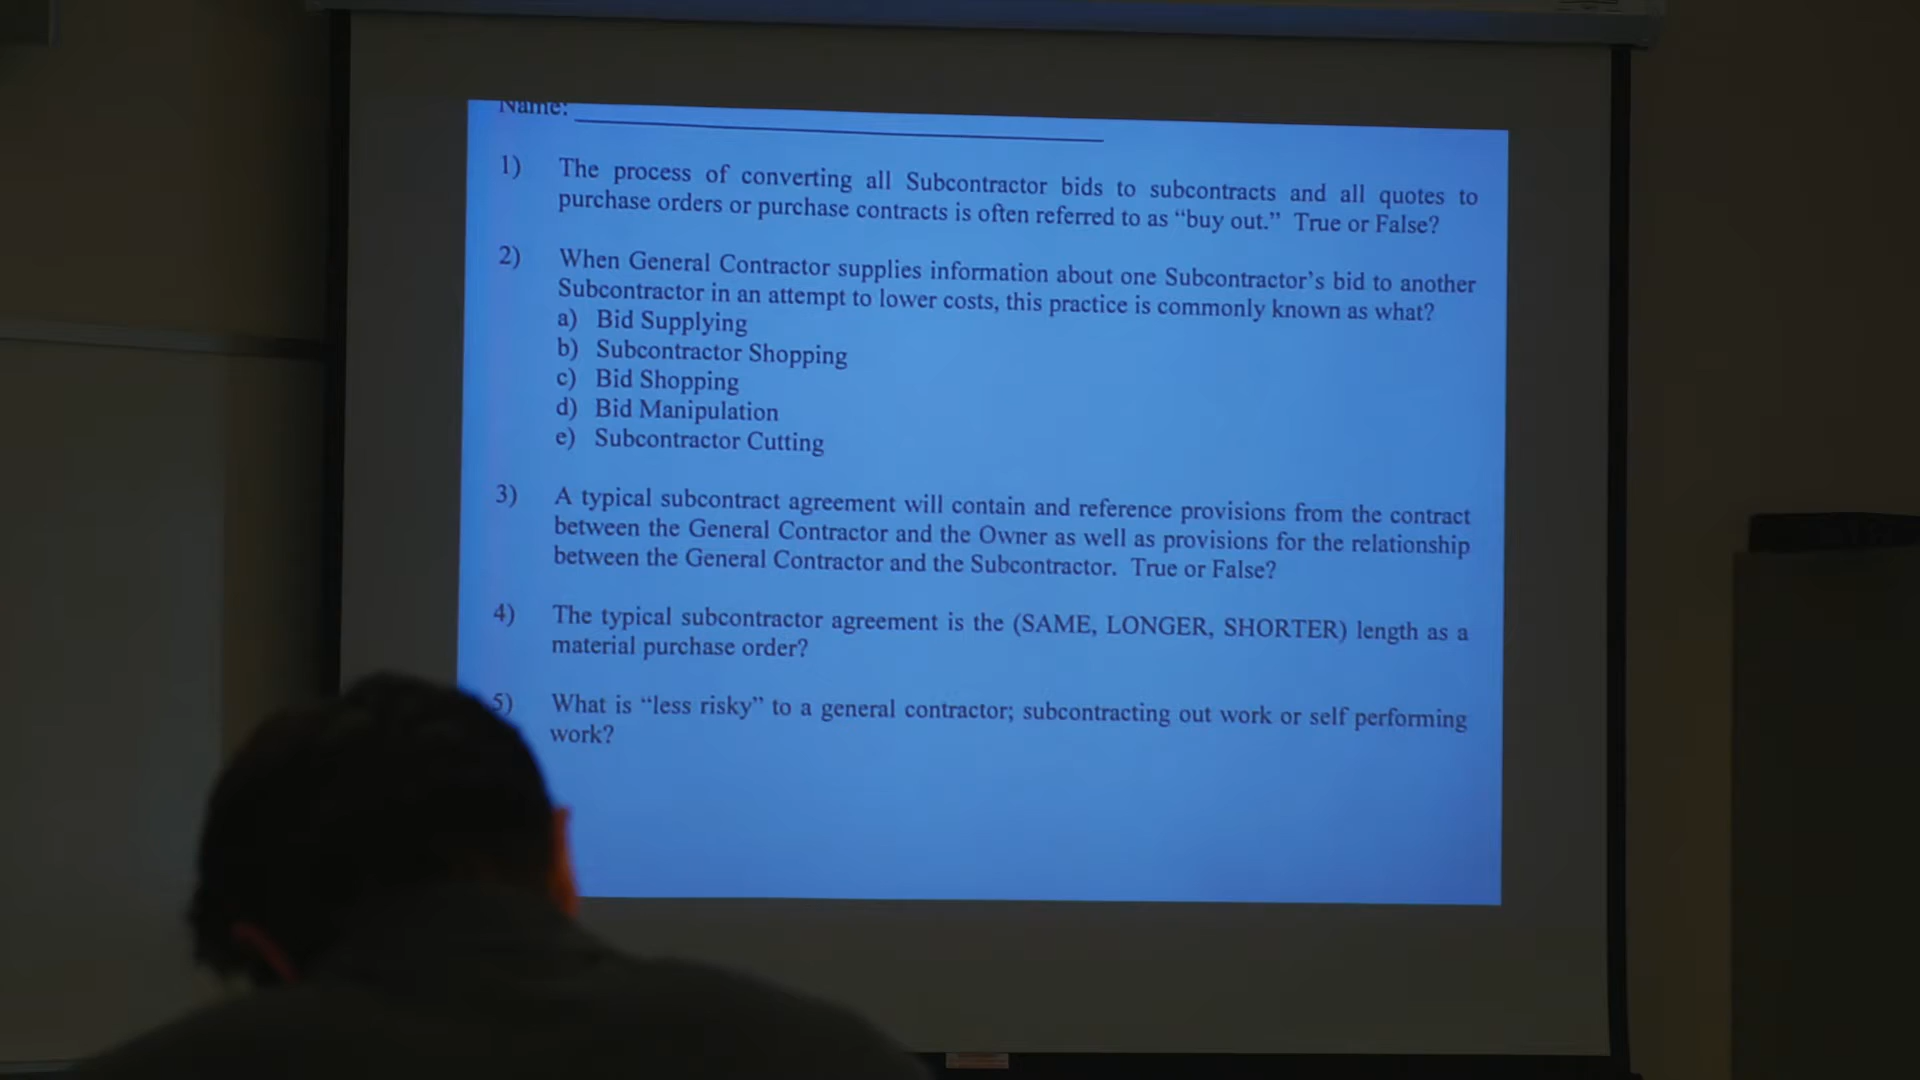 Name:
1) The process of converting all Subcontractor bids to subcontracts and all quotes to
purchase orders or purchase contracts is often referred to as “buy out.” True or False?
2) When General Contractor supplies information about one Subcontractor’s bid to another
Subcontractor in an attempt to lower costs, this practice is commonly known as what?
a) Bid Supplying
b) Subcontractor Shopping
c) Bid Shopping
d) Bid Manipulation
e) Subcontractor Cutting
3) A typical subcontract agreement will contain and reference provisions from the contract
between the General Contractor and the Owner as well as provisions for the relationship
between the General Contractor and the Subcontractor. True or False?
4) The typical subcontractor agreement is the (SAME, LONGER, SHORTER) length as a
material purchase order?
5) What is “less risky” to a general contractor; subcontracting out work or self performing
work?